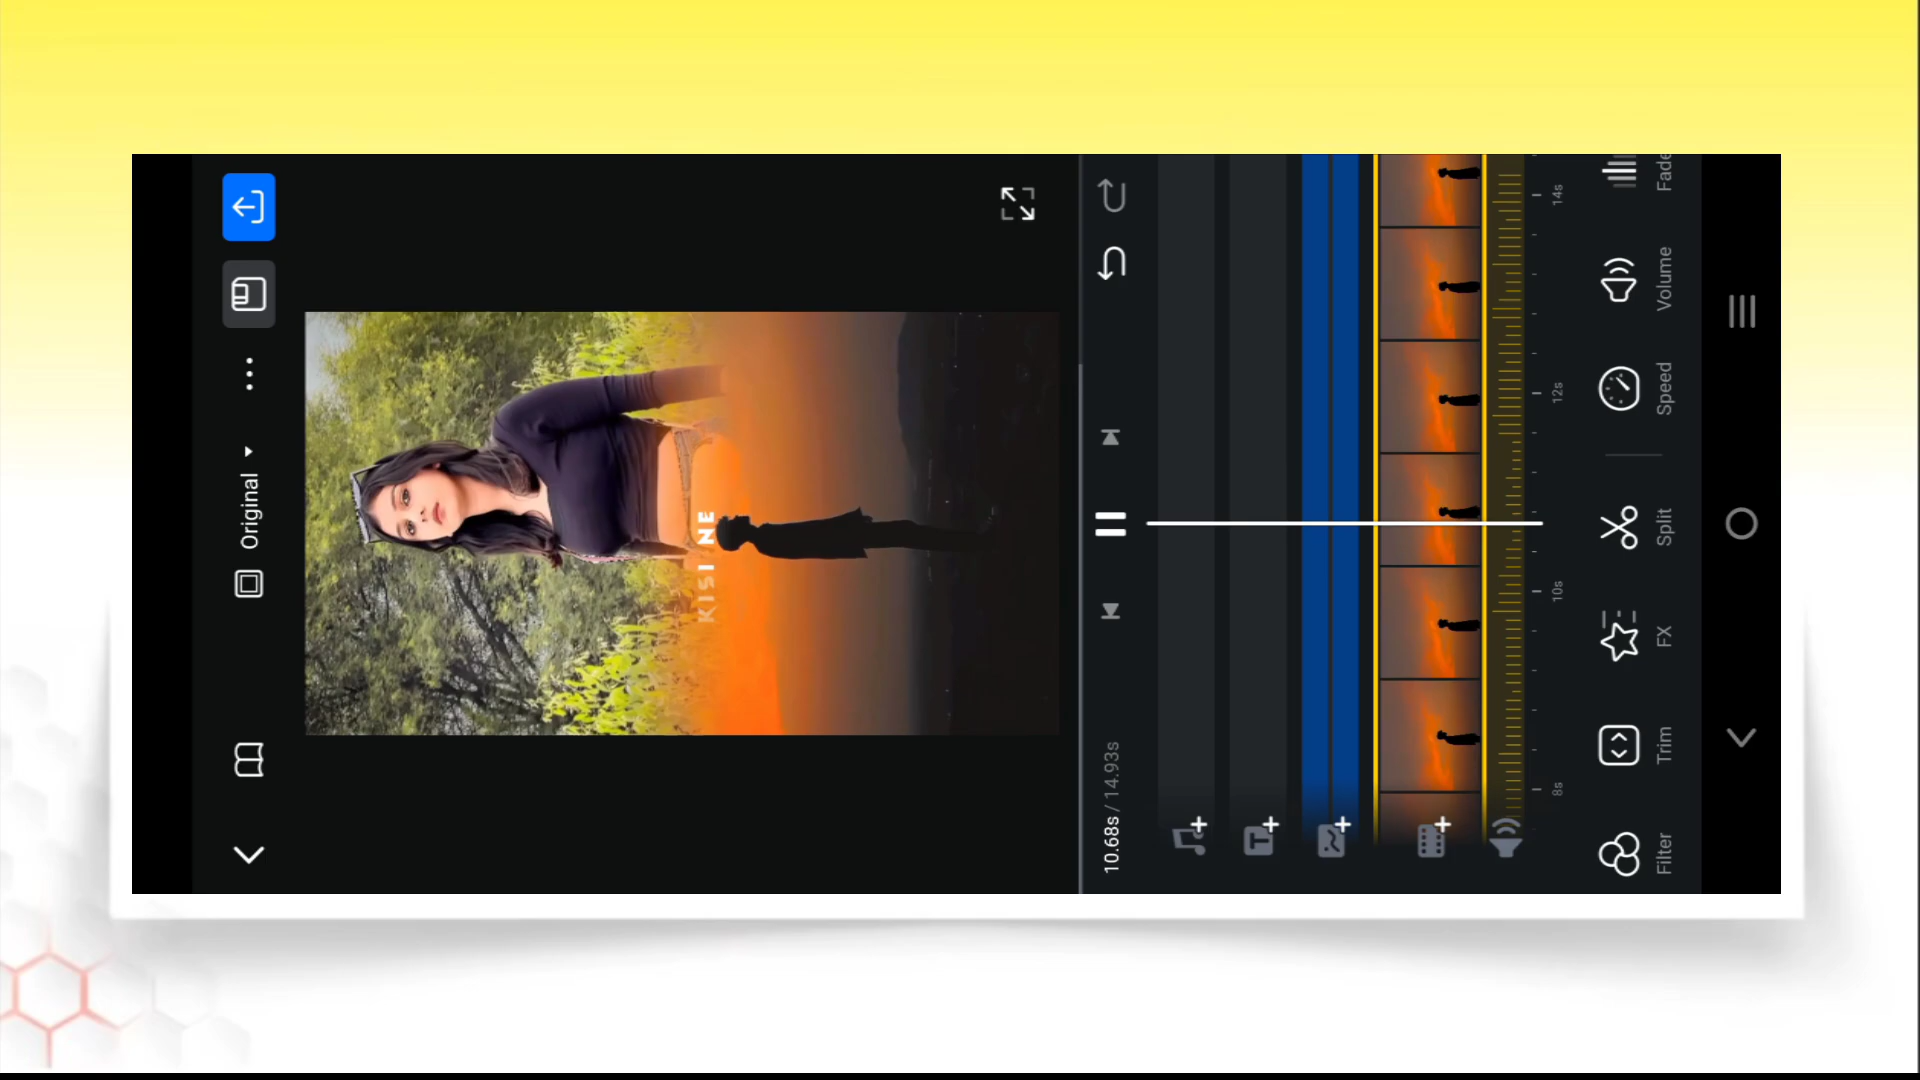 Original
KISI NE
10.68s / 14.93s
8s
10s
12s
14s
Filter
Trim
FX
Split
Speed
Volume
Fade